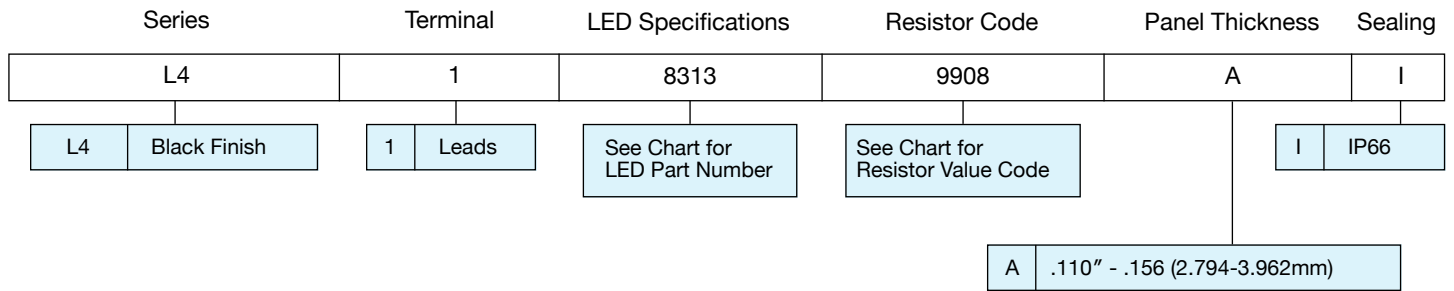 Series Terminal LED Specifications Resistor Code Panel Thickness Sealing
L4 1 8313 9908 A I
L4 Black Finish 1 Leads See Chart for LED Part Number See Chart for Resistor Value Code I IP66
A .110″ - .156 (2.794-3.962mm)